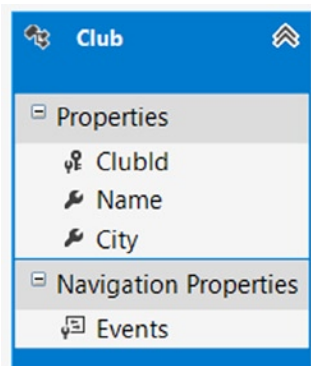 Club
Properties
ClubId
Name
City
Navigation Properties
Events